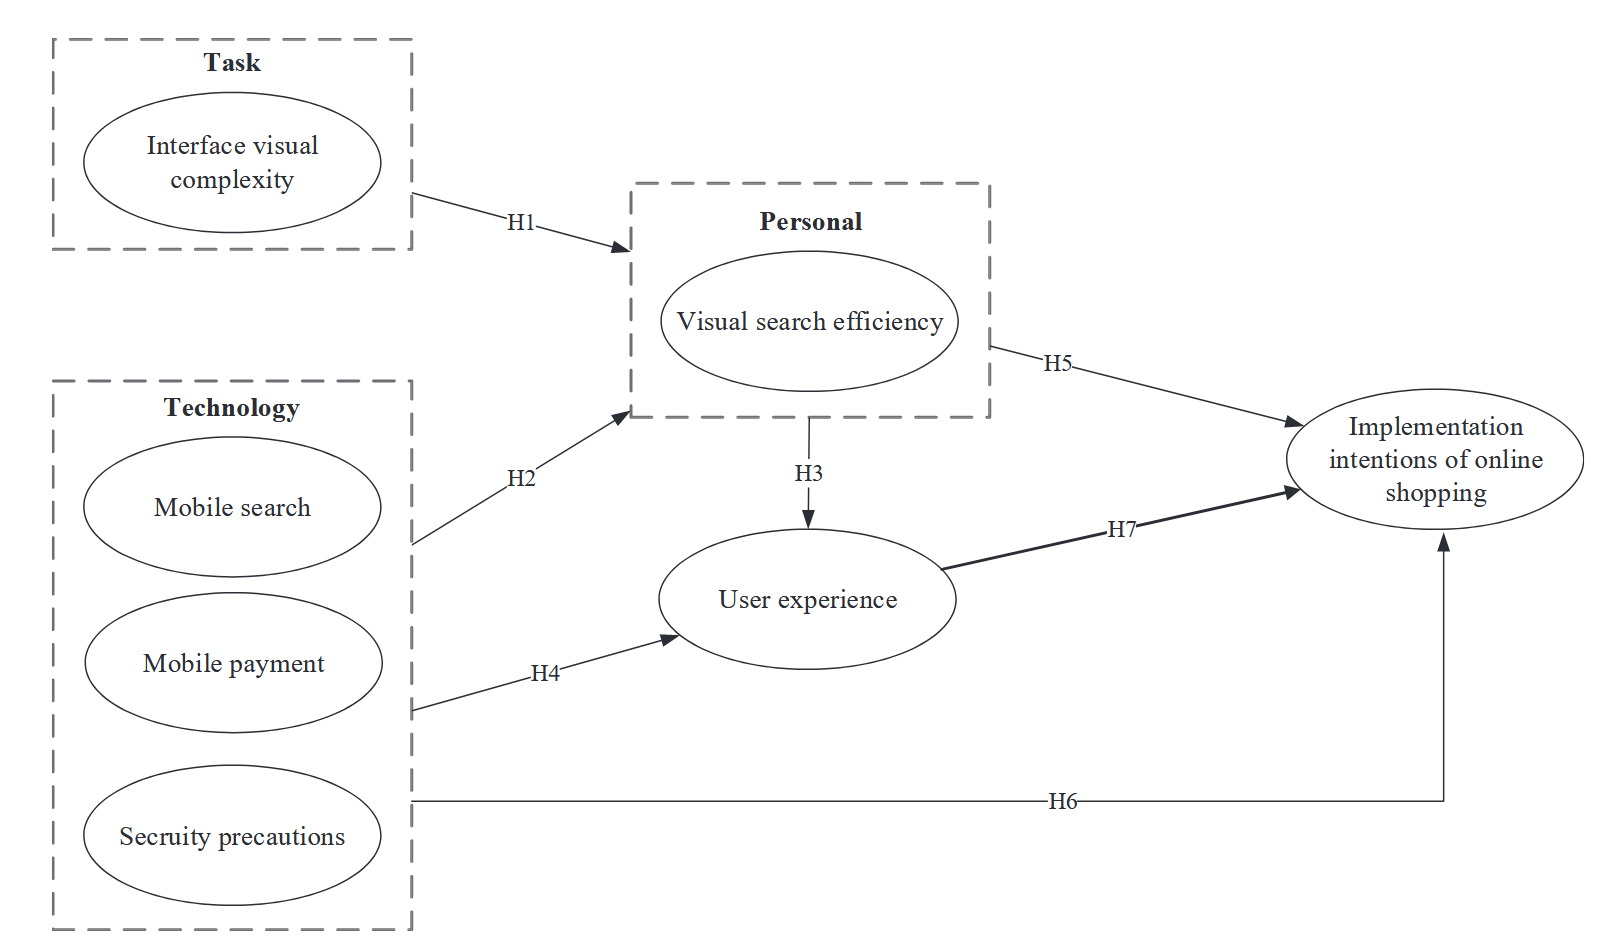 Task
Interface visual
complexity
H1
Personal
Visual search efficiency
H5
Technology
Mobile search
H2
H3
Implementation
intentions of online
shopping
H7
User experience
Mobile payment
H4
H6
Secruity precautions